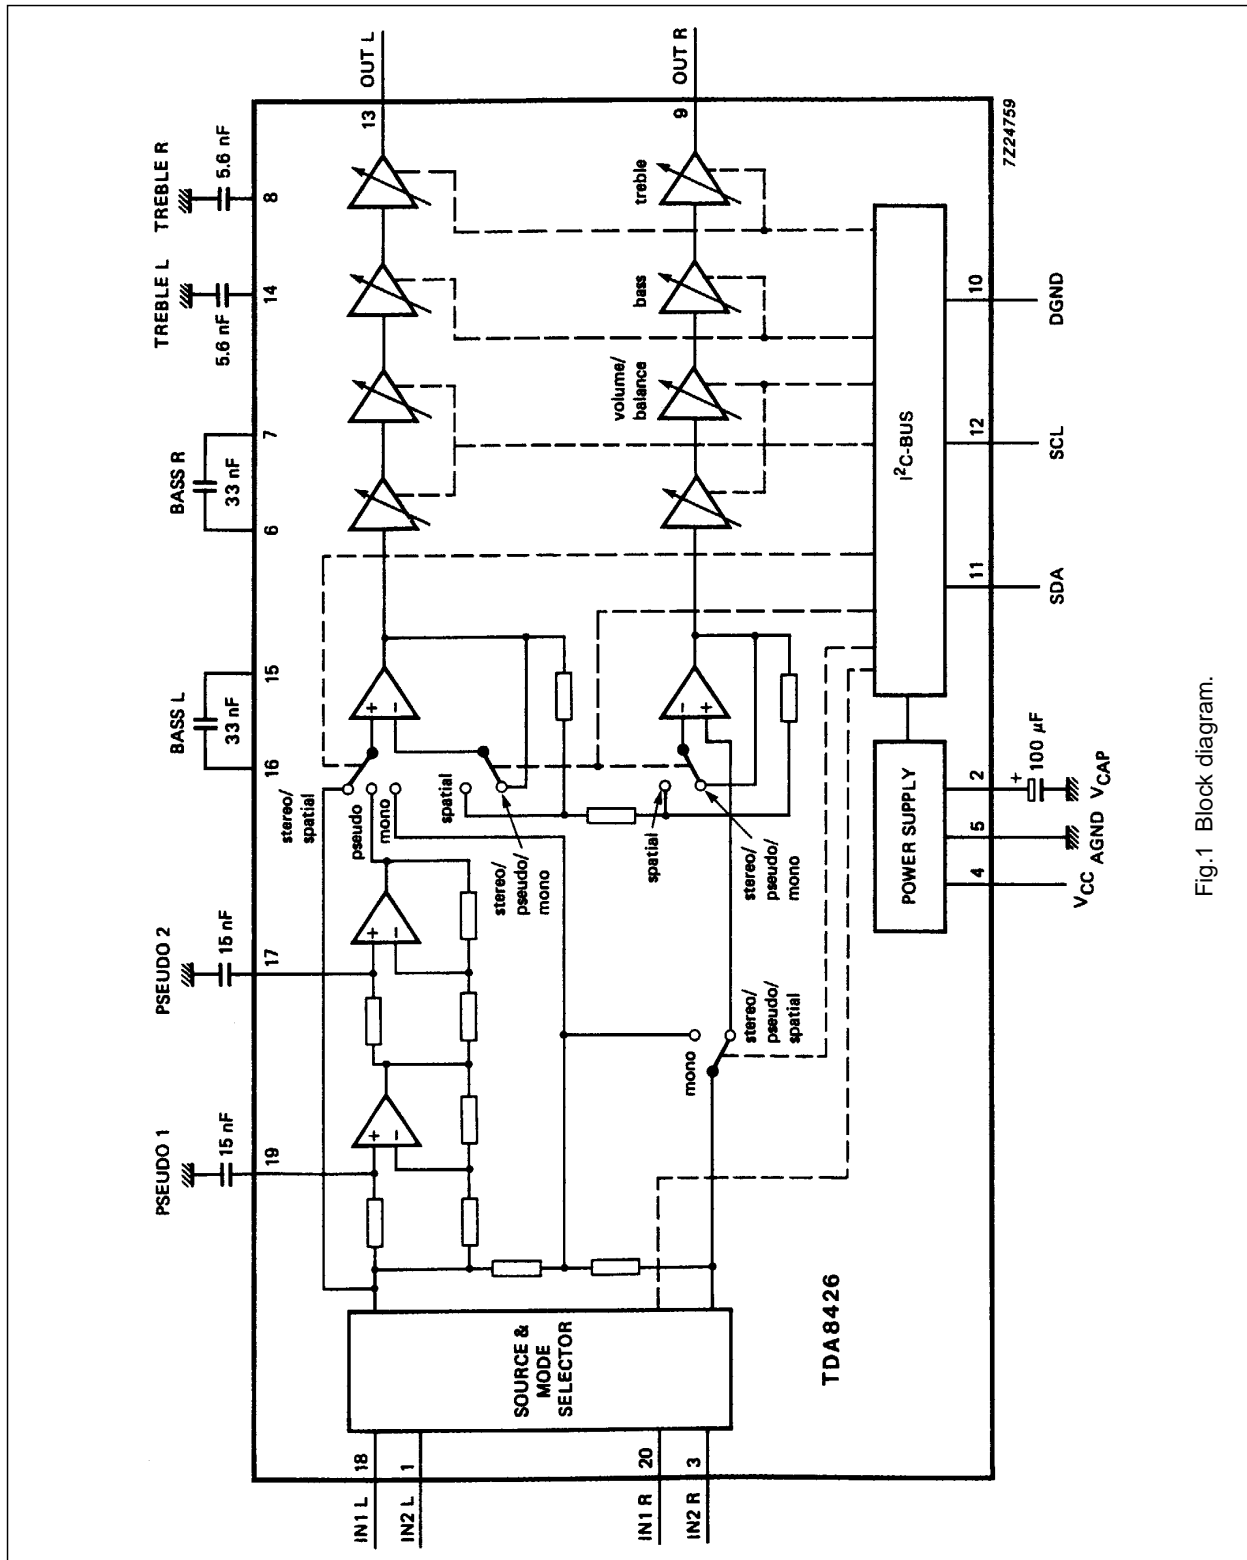 PSEUDO 1
15 nF
19
PSEUDO 2
15 nF
17
BASS L
33 nF
16
15
BASS R
33 nF
6
7
TREBLE L
5.6 nF
14
TREBLE R
5.6 nF
8
IN1 L
18
IN2 L
1
IN1 R
20
IN2 R
3
SOURCE &
MODE
SELECTOR
+
-
+
-
stereo/
spatial
pseudo
mono
+
-
spatial
stereo/
pseudo/
mono
spatial
stereo/
pseudo/
mono
-
+
mono
stereo/
pseudo/
spatial
volume/
balance
bass
treble
13
OUT L
9
OUT R
TDA8426
POWER SUPPLY
I²C-BUS
4
VCC
5
AGND
2
+
100 µF
VCAP
11
SDA
12
SCL
10
DGND
7Z24759
Fig.1 Block diagram.